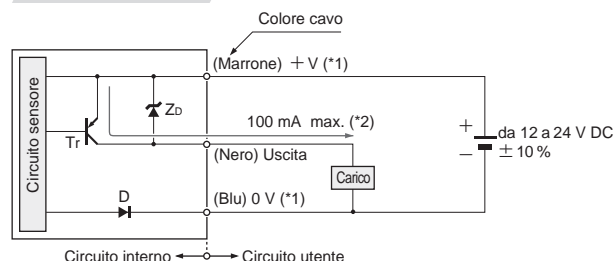 Colore cavo
(Marrone) + V (*1)
Circuito sensore
ZD
Tr
100 mA max. (*2)
+
da 12 a 24 V DC
−
± 10 %
(Nero) Uscita
Carico
D
(Blu) 0 V (*1)
Circuito interno
Circuito utente